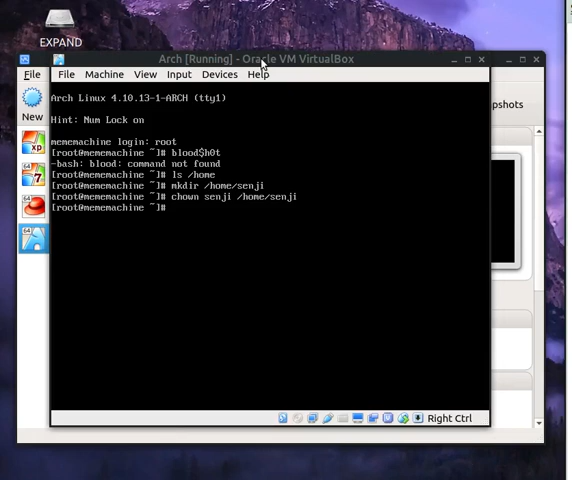 EXPAND
Arch [Running] - Oracle VM VirtualBox
File
File Machine View Input Devices Help
New
pshots
xp
7
Arch Linux 4.10.13-1-ARCH (tty1)
Hint: Num Lock on
mememachine login: root
[root@mememachine ~]# blood$h0t
-bash: blood: command not found
[root@mememachine ~]# ls /home
[root@mememachine ~]# mkdir /home/senji
[root@mememachine ~]# chown senji /home/senji
[root@mememachine ~]#
Right Ctrl